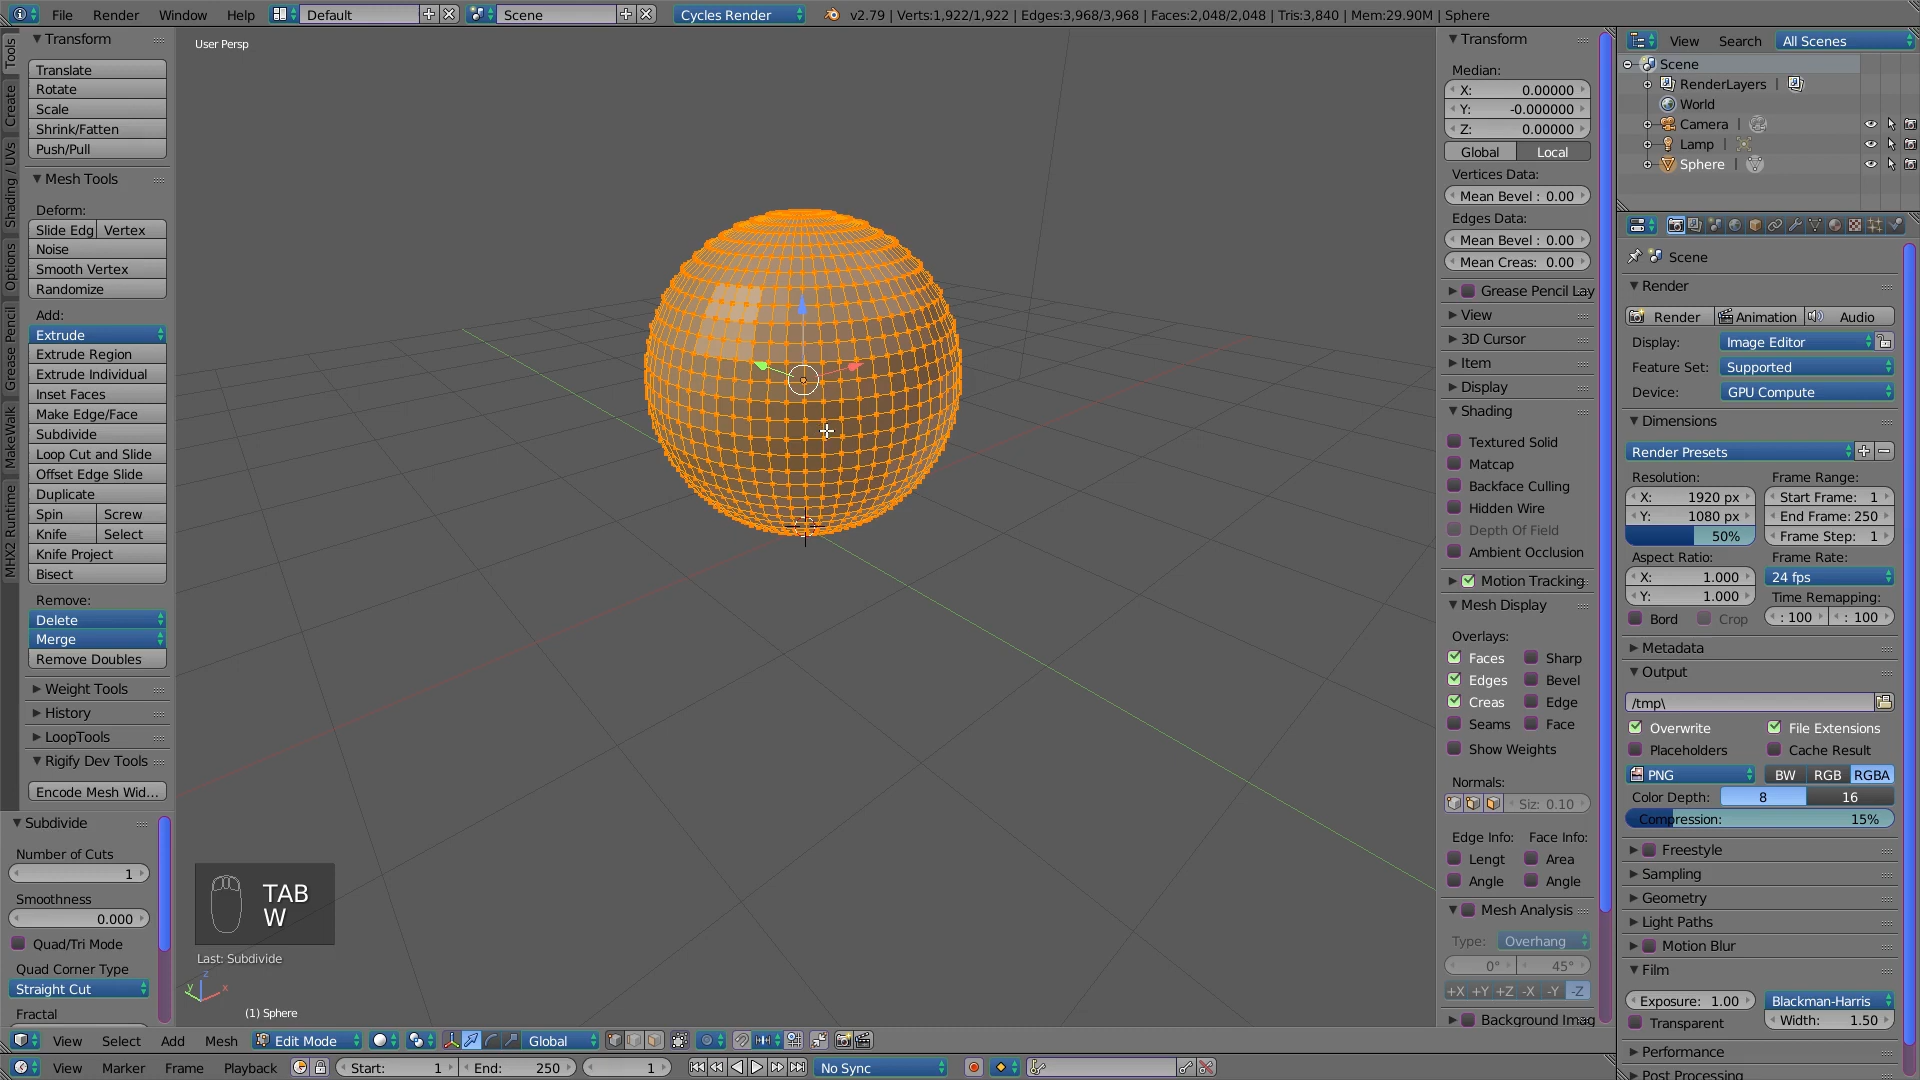 File Render Window Help Default Scene Cycles Render v2.79 | Verts:1,922/1,922 | Edges:3,968/3,968 | Faces:2,048/2,048 | Tris:3,840 | Mem:29.90M | Sphere
Tools
Create
Shading / UVs
Options
Grease Pencil
MakeWalk
MHX2 Runtime
Transform
Translate
Rotate
Scale
Shrink/Fatten
Push/Pull
Mesh Tools
Deform:
Slide Edg Vertex
Noise
Smooth Vertex
Randomize
Add:
Extrude
Extrude Region
Extrude Individual
Inset Faces
Make Edge/Face
Subdivide
Loop Cut and Slide
Offset Edge Slide
Duplicate
Spin Screw
Knife Select
Knife Project
Bisect
Remove:
Delete
Merge
Remove Doubles
Weight Tools
History
LoopTools
Rigify Dev Tools
Encode Mesh Wid...
Subdivide
Number of Cuts
1
Smoothness
0.000
Quad/Tri Mode
Quad Corner Type
Straight Cut
Fractal
User Persp
TAB
W
Last: Subdivide
z
y x
(1) Sphere
Transform
Median:
X: 0.00000
Y: -0.000000
Z: 0.00000
Global Local
Vertices Data:
Mean Bevel : 0.00
Edges Data:
Mean Bevel : 0.00
Mean Creas: 0.00
Grease Pencil Lay
View
3D Cursor
Item
Display
Shading
Textured Solid
Matcap
Backface Culling
Hidden Wire
Depth Of Field
Ambient Occlusion
Motion Tracking
Mesh Display
Overlays:
Faces Sharp
Edges Bevel
Creas Edge
Seams Face
Show Weights
Normals:
Siz: 0.10
Edge Info: Face Info:
Lengt Area
Angle Angle
Mesh Analysis
Type: Overhang
0° 45°
+X +Y +Z -X -Y -Z
Background Imag
View Search All Scenes
Scene
RenderLayers |
World
Camera |
Lamp |
Sphere |
Scene
Render
Render Animation Audio
Display: Image Editor
Feature Set: Supported
Device: GPU Compute
Dimensions
Render Presets
Resolution: Frame Range:
X: 1920 px Start Frame: 1
Y: 1080 px End Frame: 250
50% Frame Step: 1
Aspect Ratio: Frame Rate:
X: 1.000 24 fps
Y: 1.000 Time Remapping:
Bord Crop : 100 : 100
Metadata
Output
/tmp\
Overwrite File Extensions
Placeholders Cache Result
PNG BW RGB RGBA
Color Depth: 8 16
Compression: 15%
Freestyle
Sampling
Geometry
Light Paths
Motion Blur
Film
Exposure: 1.00 Blackman-Harris
Transparent Width: 1.50
Performance
Post Processing
View Select Add Mesh Edit Mode Global
View Marker Frame Playback Start: 1 End: 250 1 No Sync